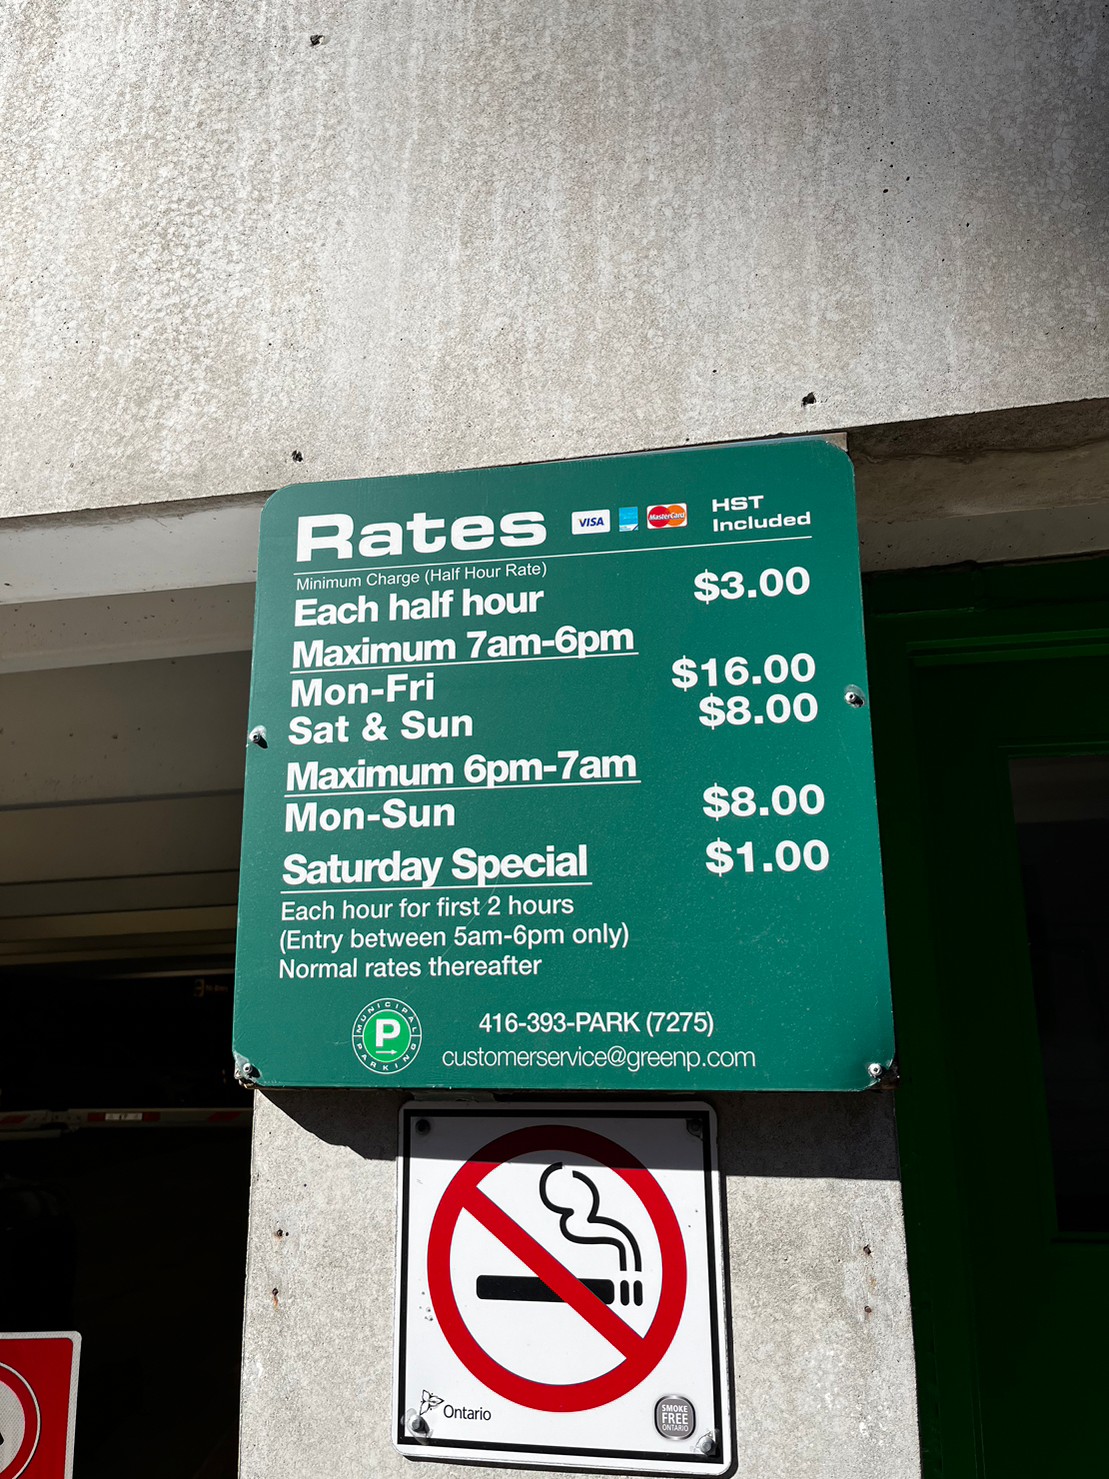 Rates VISA MasterCard HST Included
Minimum Charge (Half Hour Rate)
Each half hour $3.00
Maximum 7am-6pm
Mon-Fri $16.00
Sat & Sun $8.00
Maximum 6pm-7am
Mon-Sun $8.00
Saturday Special $1.00
Each hour for first 2 hours
(Entry between 5am-6pm only)
Normal rates thereafter
MUNICIPAL PARKING P
416-393-PARK (7275)
customerservice@greenp.com
Ontario
SMOKE
FREE
ONTARIO